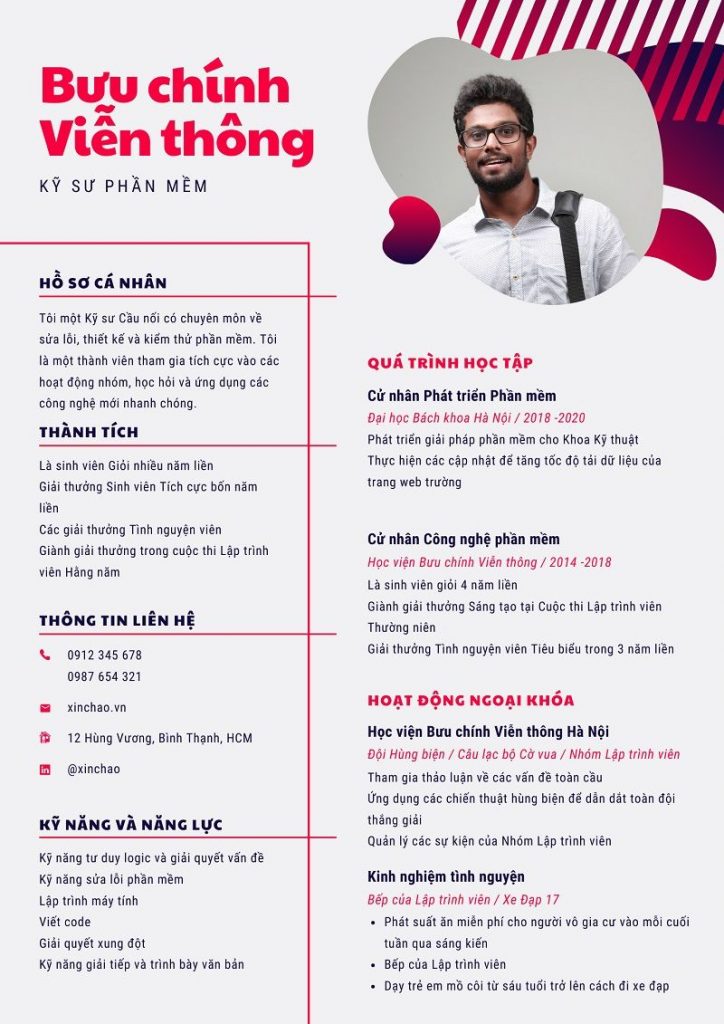 Bưu chính
Viễn thông
KỸ SƯ PHẦN MỀM
HỒ SƠ CÁ NHÂN
Tôi một Kỹ sư Cầu nối có chuyên môn về
sửa lỗi, thiết kế và kiểm thử phần mềm. Tôi
là một thành viên tham gia tích cực vào các
hoạt động nhóm, học hỏi và ứng dụng các
công nghệ mới nhanh chóng.
THÀNH TÍCH
Là sinh viên Giỏi nhiều năm liền
Giải thưởng Sinh viên Tích cực bốn năm
liền
Các giải thưởng Tình nguyện viên
Giành giải thưởng trong cuộc thi Lập trình
viên Hằng năm
THÔNG TIN LIÊN HỆ
0912 345 678
0987 654 321
xinchao.vn
12 Hùng Vương, Bình Thạnh, HCM
@xinchao
KỸ NĂNG VÀ NĂNG LỰC
Kỹ năng tư duy logic và giải quyết vấn đề
Kỹ năng sửa lỗi phần mềm
Lập trình máy tính
Viết code
Giải quyết xung đột
Kỹ năng giải tiếp và trình bày văn bản
QUÁ TRÌNH HỌC TẬP
Cử nhân Phát triển Phần mềm
Đại học Bách khoa Hà Nội / 2018 -2020
Phát triển giải pháp phần mềm cho Khoa Kỹ thuật
Thực hiện các cập nhật để tăng tốc độ tải dữ liệu của
trang web trường
Cử nhân Công nghệ phần mềm
Học viện Bưu chính Viễn thông / 2014 -2018
Là sinh viên giỏi 4 năm liền
Giành giải thưởng Sáng tạo tại Cuộc thi Lập trình viên
Thường niên
Giải thưởng Tình nguyện viên Tiêu biểu trong 3 năm liền
HOẠT ĐỘNG NGOẠI KHÓA
Học viện Bưu chính Viễn thông Hà Nội
Đội Hùng biện / Câu lạc bộ Cờ vua / Nhóm Lập trình viên
Tham gia thảo luận về các vấn đề toàn cầu
Ứng dụng các chiến thuật hùng biện để dẫn dắt toàn đội
thắng giải
Quản lý các sự kiện của Nhóm Lập trình viên
Kinh nghiệm tình nguyện
Bếp của Lập trình viên / Xe Đạp 17
• Phát suất ăn miễn phí cho người vô gia cư vào mỗi cuối
tuần qua sáng kiến
• Bếp của Lập trình viên
• Dạy trẻ em mồ côi từ sáu tuổi trở lên cách đi xe đạp